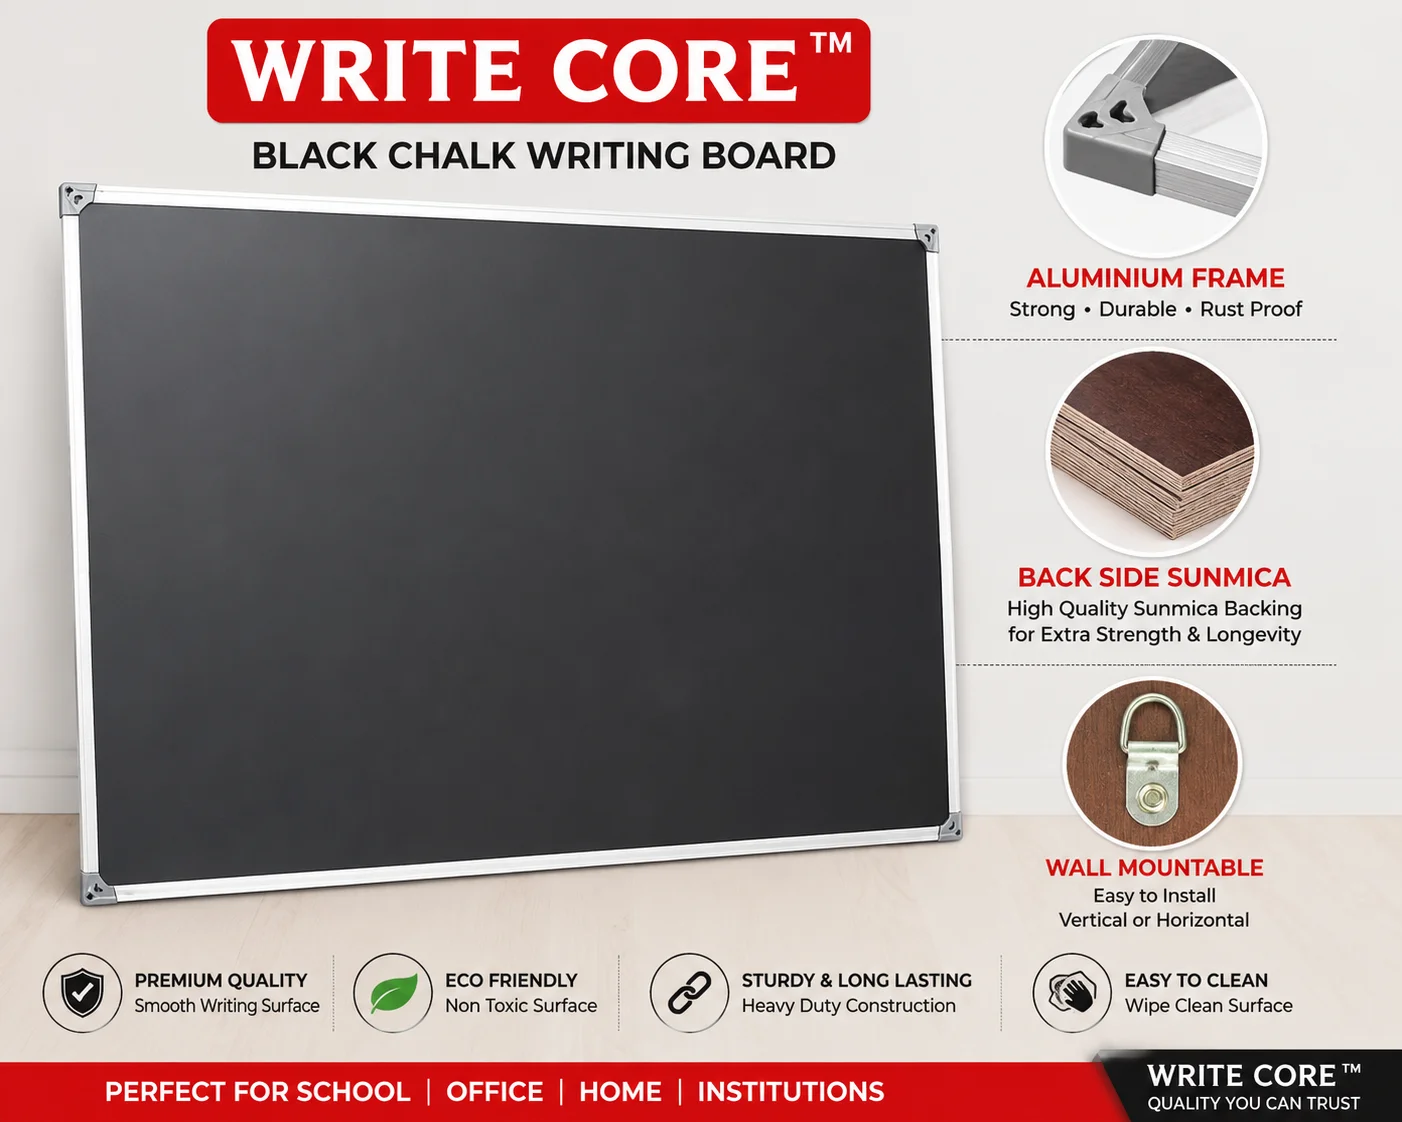 WRITE CORE™
BLACK CHALK WRITING BOARD
ALUMINIUM FRAME
Strong • Durable • Rust Proof
BACK SIDE SUNMICA
High Quality Sunmica Backing
for Extra Strength & Longevity
WALL MOUNTABLE
Easy to Install
Vertical or Horizontal
PREMIUM QUALITY
Smooth Writing Surface
ECO FRIENDLY
Non Toxic Surface
STURDY & LONG LASTING
Heavy Duty Construction
EASY TO CLEAN
Wipe Clean Surface
PERFECT FOR SCHOOL | OFFICE | HOME | INSTITUTIONS
WRITE CORE™
QUALITY YOU CAN TRUST